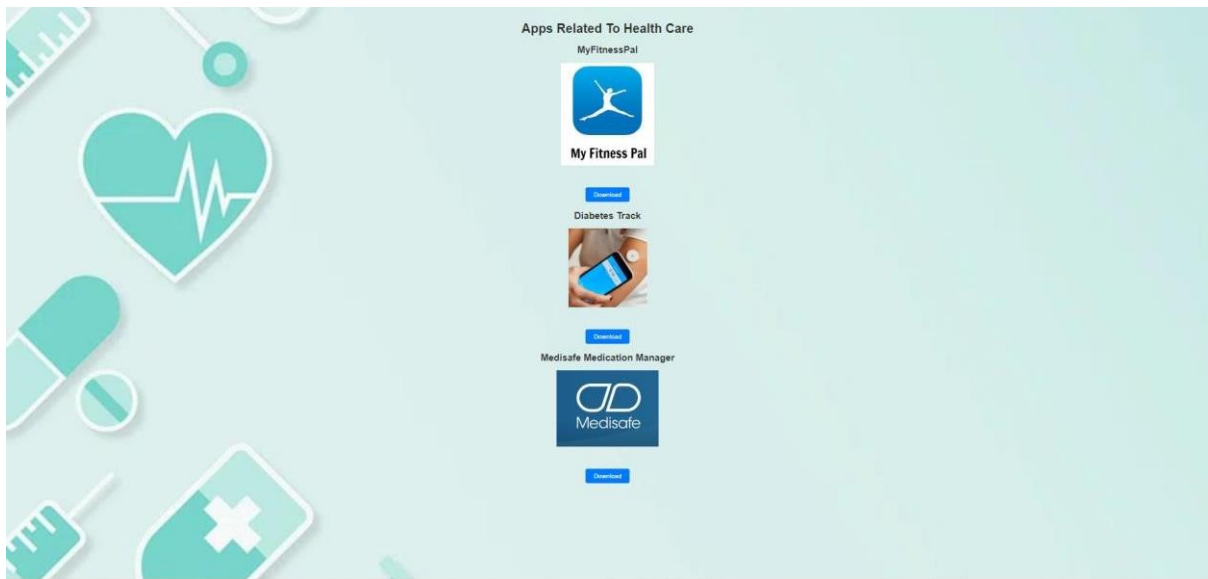 Apps Related To Health Care
MyFitnessPal
My Fitness Pal
Download
Diabetes Track
Download
Medisafe Medication Manager
Medisafe
Download